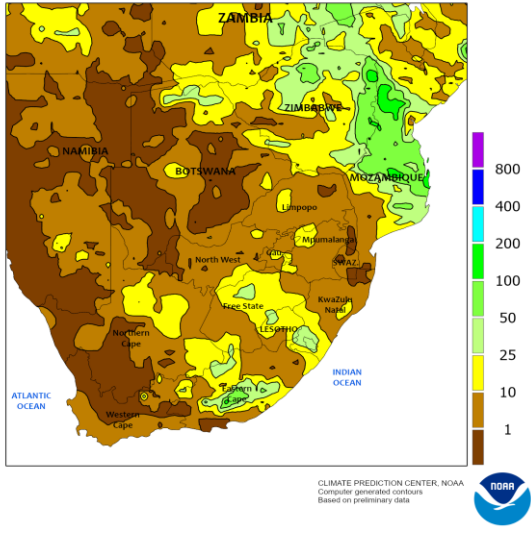 ZAMBIA
ZIMBABWE
NAMIBIA
BOTSWANA
MOZAMBIQUE
Limpopo
Mpumalanga
Gau.
North West
SWAZ.
Free State
KwaZulu
Natal
LESOTHO
Northern
Cape
Eastern
Cape
Western
Cape
INDIAN
OCEAN
ATLANTIC
OCEAN
800
400
200
100
50
25
10
1
CLIMATE PREDICTION CENTER, NOAA
Computer generated contours
Based on preliminary data
NOAA